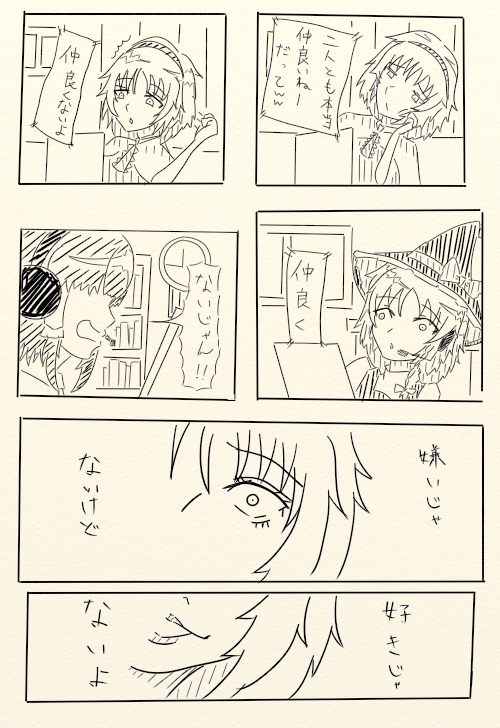 二人とも本当
仲良いねー
だってw
仲良くないよ
仲良く
ないじゃん!!
嫌いじゃ
ないけど
好きじゃ
ないよ